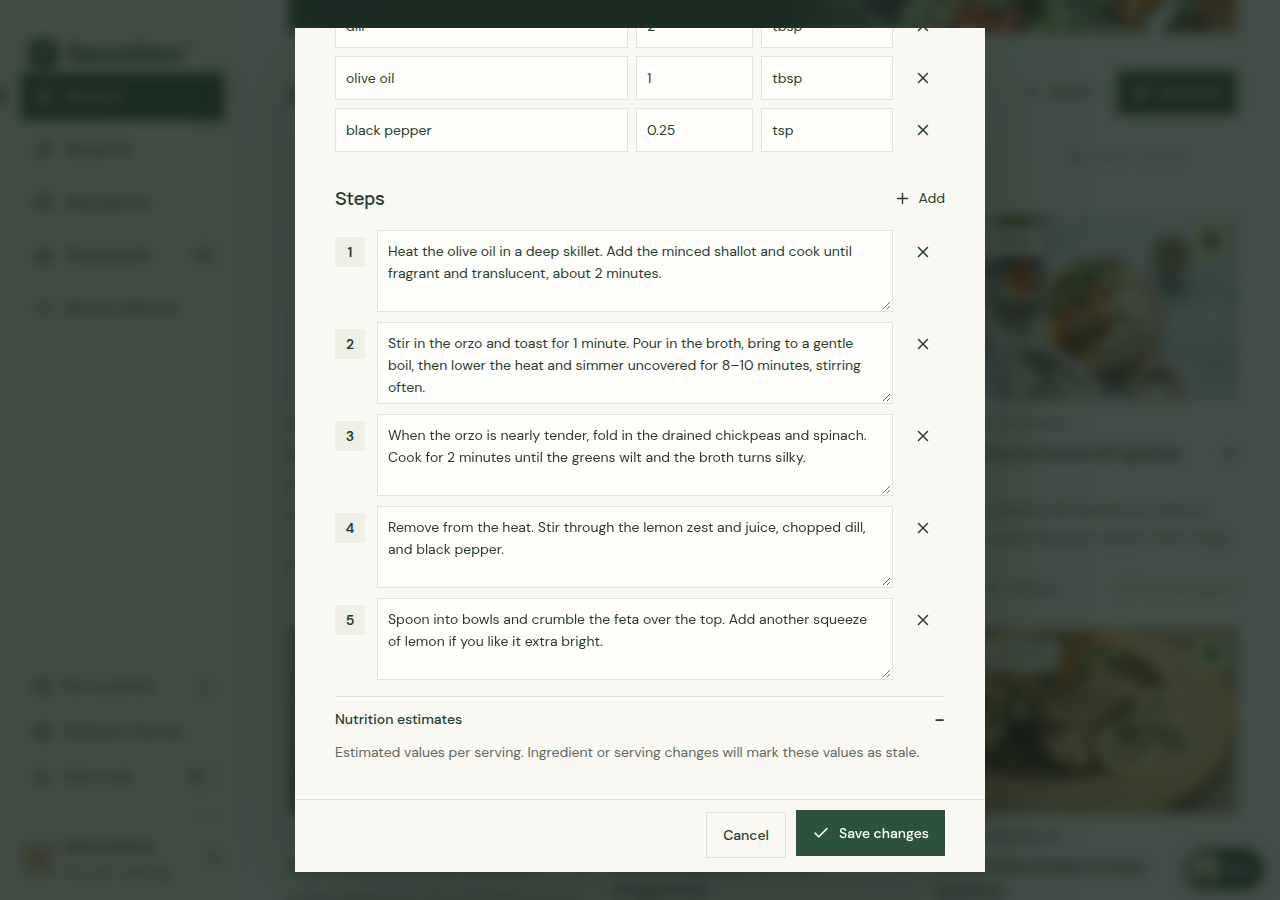 dill 2 tbsp
olive oil 1 tbsp
black pepper 0.25 tsp
Steps Add
1 Heat the olive oil in a deep skillet. Add the minced shallot and cook until
fragrant and translucent, about 2 minutes.
2 Stir in the orzo and toast for 1 minute. Pour in the broth, bring to a gentle
boil, then lower the heat and simmer uncovered for 8–10 minutes, stirring
often.
3 When the orzo is nearly tender, fold in the drained chickpeas and spinach.
Cook for 2 minutes until the greens wilt and the broth turns silky.
4 Remove from the heat. Stir through the lemon zest and juice, chopped dill,
and black pepper.
5 Spoon into bowls and crumble the feta over the top. Add another squeeze
of lemon if you like it extra bright.
Nutrition estimates
Estimated values per serving. Ingredient or serving changes will mark these values as stale.
Cancel Save changes